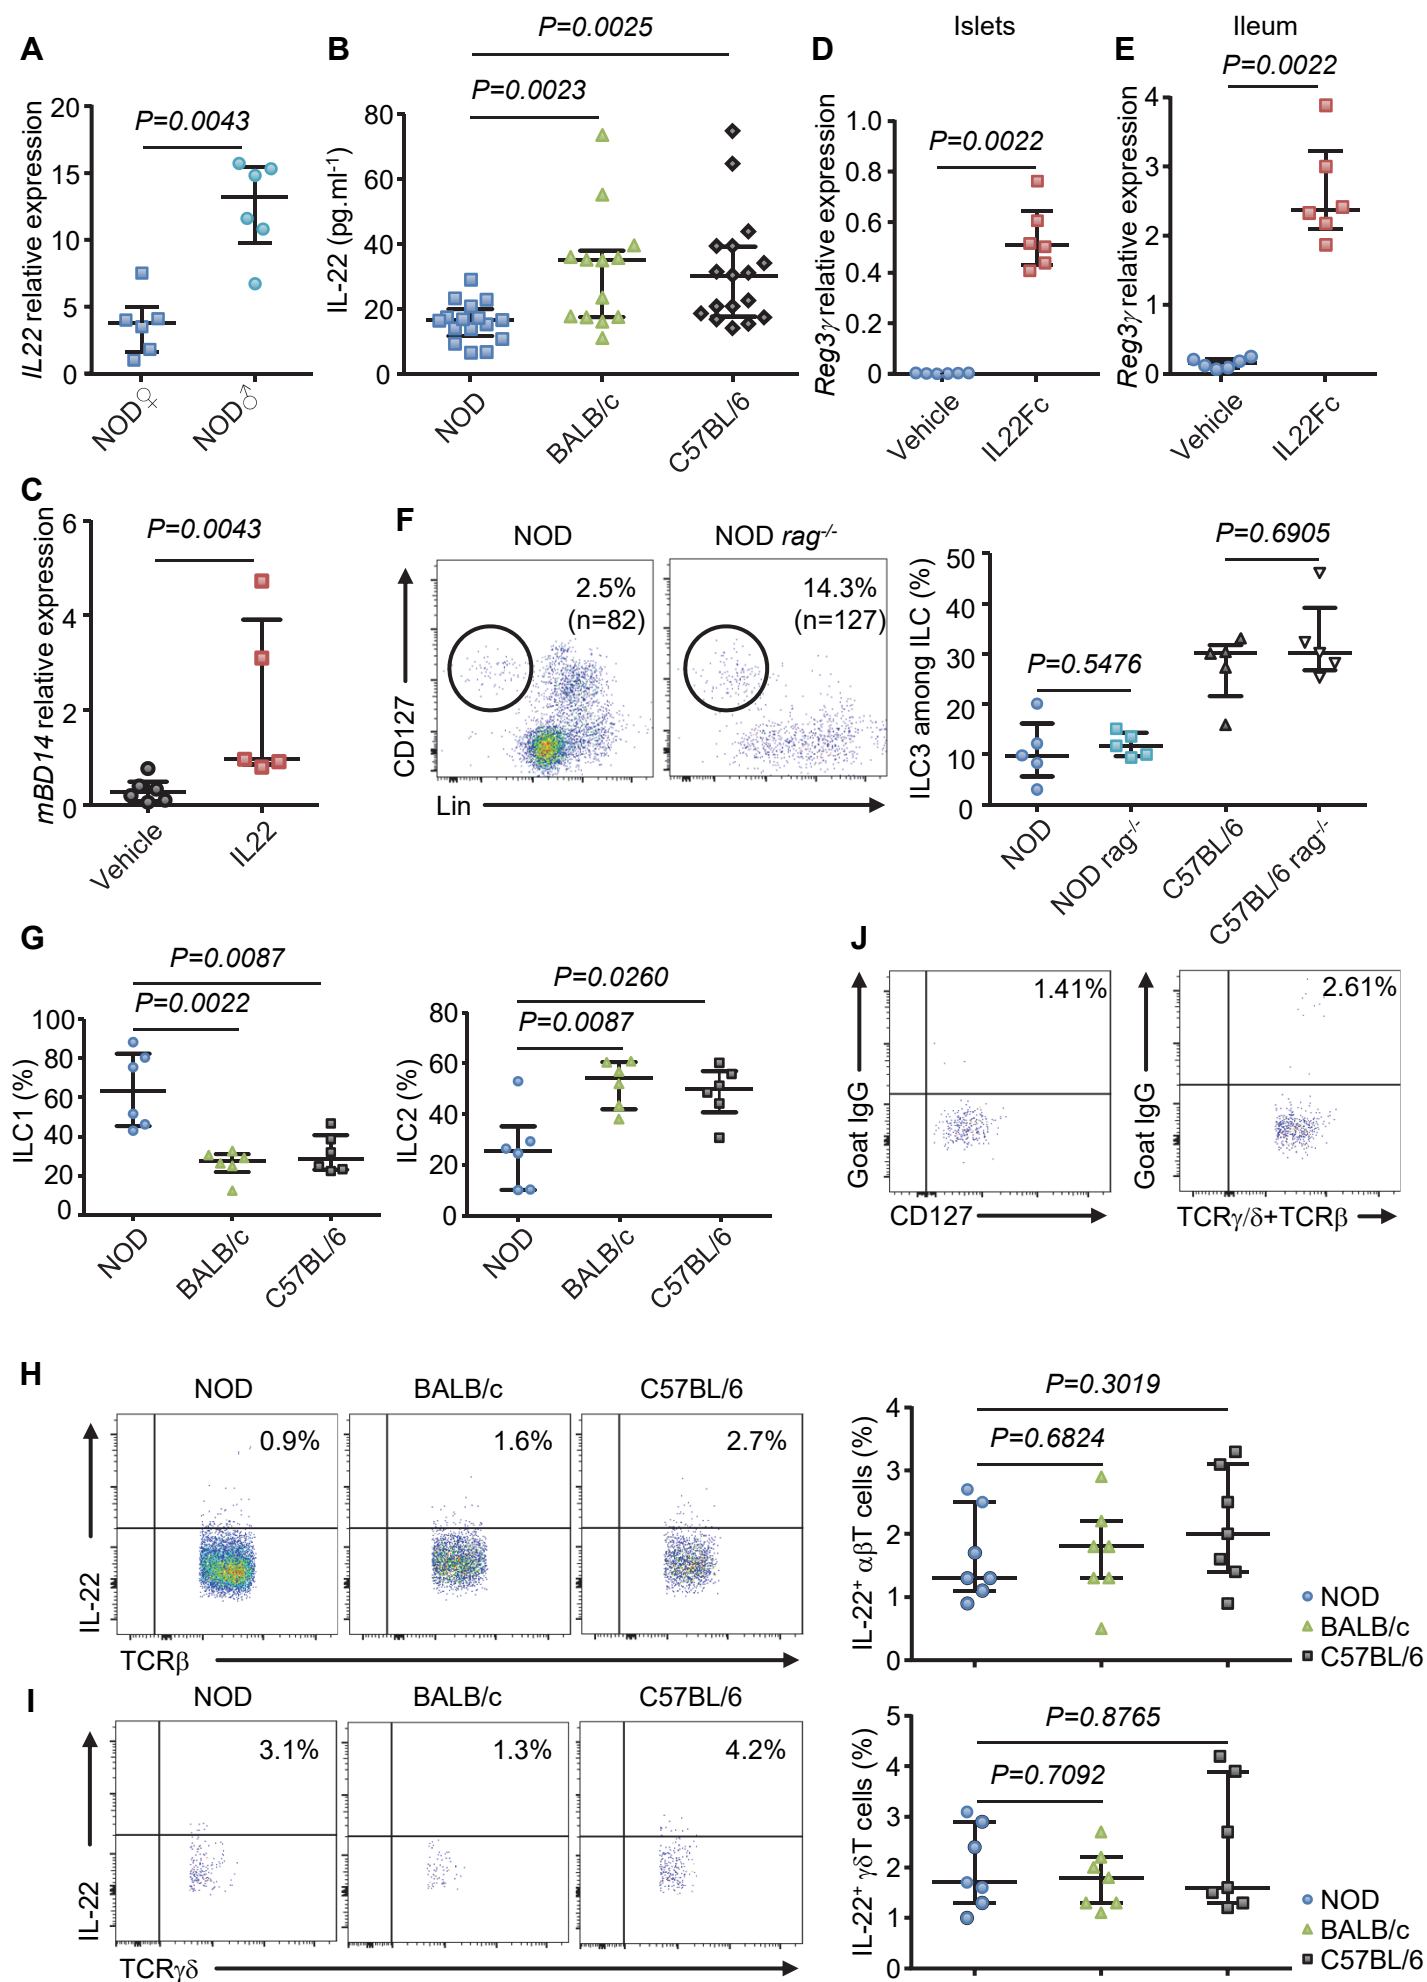 A
IL22 relative expression
20
15
10
5
0
P=0.0043
NOD♀
NOD♂
B
IL-22 (pg.ml-1)
80
60
40
20
0
P=0.0025
P=0.0023
NOD
BALB/c
C57BL/6
D
Islets
Reg3γ relative expression
1.0
0.8
0.6
0.4
0.2
0
P=0.0022
Vehicle
IL22Fc
E
Ileum
Reg3γ relative expression
4
3
2
1
0
P=0.0022
Vehicle
IL22Fc
C
mBD14 relative expression
6
4
2
0
P=0.0043
Vehicle
IL22
F
NOD
NOD rag-/-
2.5%
(n=82)
14.3%
(n=127)
CD127
Lin
ILC3 among ILC (%)
50
40
30
20
10
0
P=0.6905
P=0.5476
NOD
NOD rag-/-
C57BL/6
C57BL/6 rag-/-
G
ILC1 (%)
100
80
60
40
20
0
P=0.0087
P=0.0022
NOD
BALB/c
C57BL/6
ILC2 (%)
80
60
40
20
0
P=0.0260
P=0.0087
NOD
BALB/c
C57BL/6
J
Goat IgG
1.41%
CD127
Goat IgG
2.61%
TCRγ/δ+TCRβ
H
NOD
BALB/c
C57BL/6
0.9%
1.6%
2.7%
IL-22
TCRβ
IL-22+ αβT cells (%)
4
3
2
1
0
P=0.3019
P=0.6824
NOD
BALB/c
C57BL/6
I
NOD
BALB/c
C57BL/6
3.1%
1.3%
4.2%
IL-22
TCRγδ
IL-22+ γδT cells (%)
5
4
3
2
1
0
P=0.8765
P=0.7092
NOD
BALB/c
C57BL/6